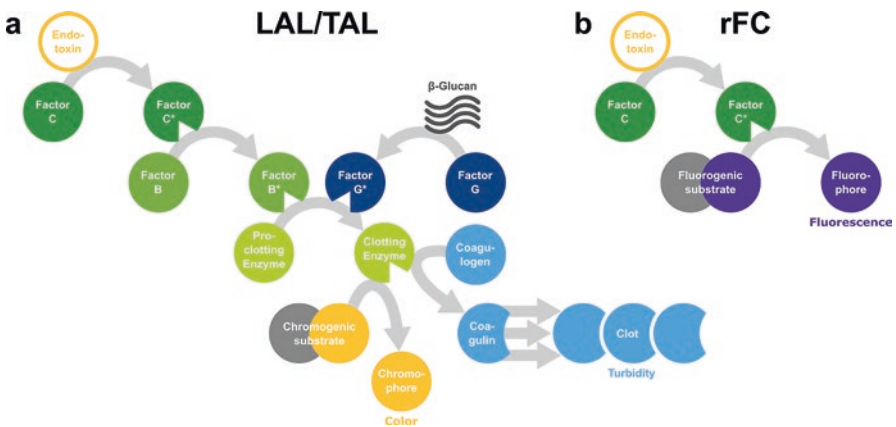 a
LAL/TAL
Endo-
toxin
Factor
C
Factor
C*
β-Glucan
Factor
B
Factor
B*
Factor
G*
Factor
G
Pro-
clotting
Enzyme
Clotting
Enzyme
Coagu-
logen
Chromogenic
substrate
Coa-
gulin
Clot
Turbidity
Chromo-
phore
Color
b
rFC
Endo-
toxin
Factor
C
Factor
C*
Fluorogenic
substrate
Fluoro-
phore
Fluorescence